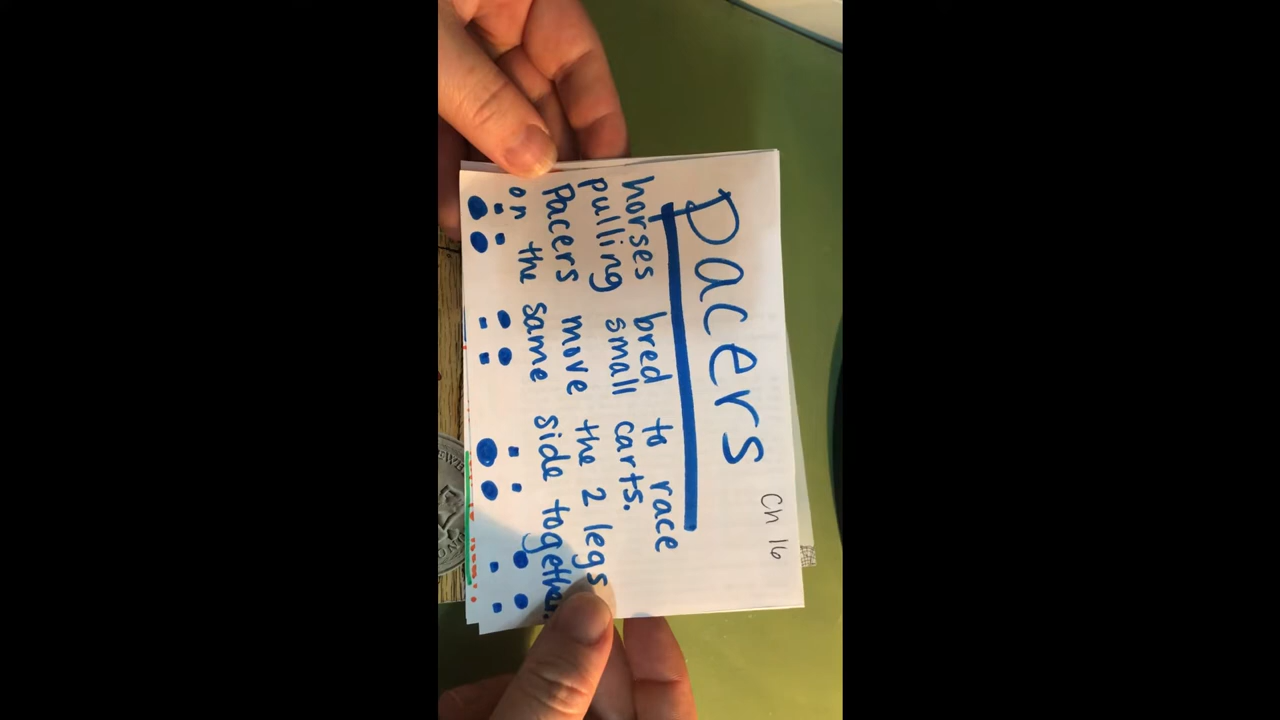 Ch 16
Pacers
horses bred to race
pulling small carts.
Pacers move the 2 legs
on the same side together.